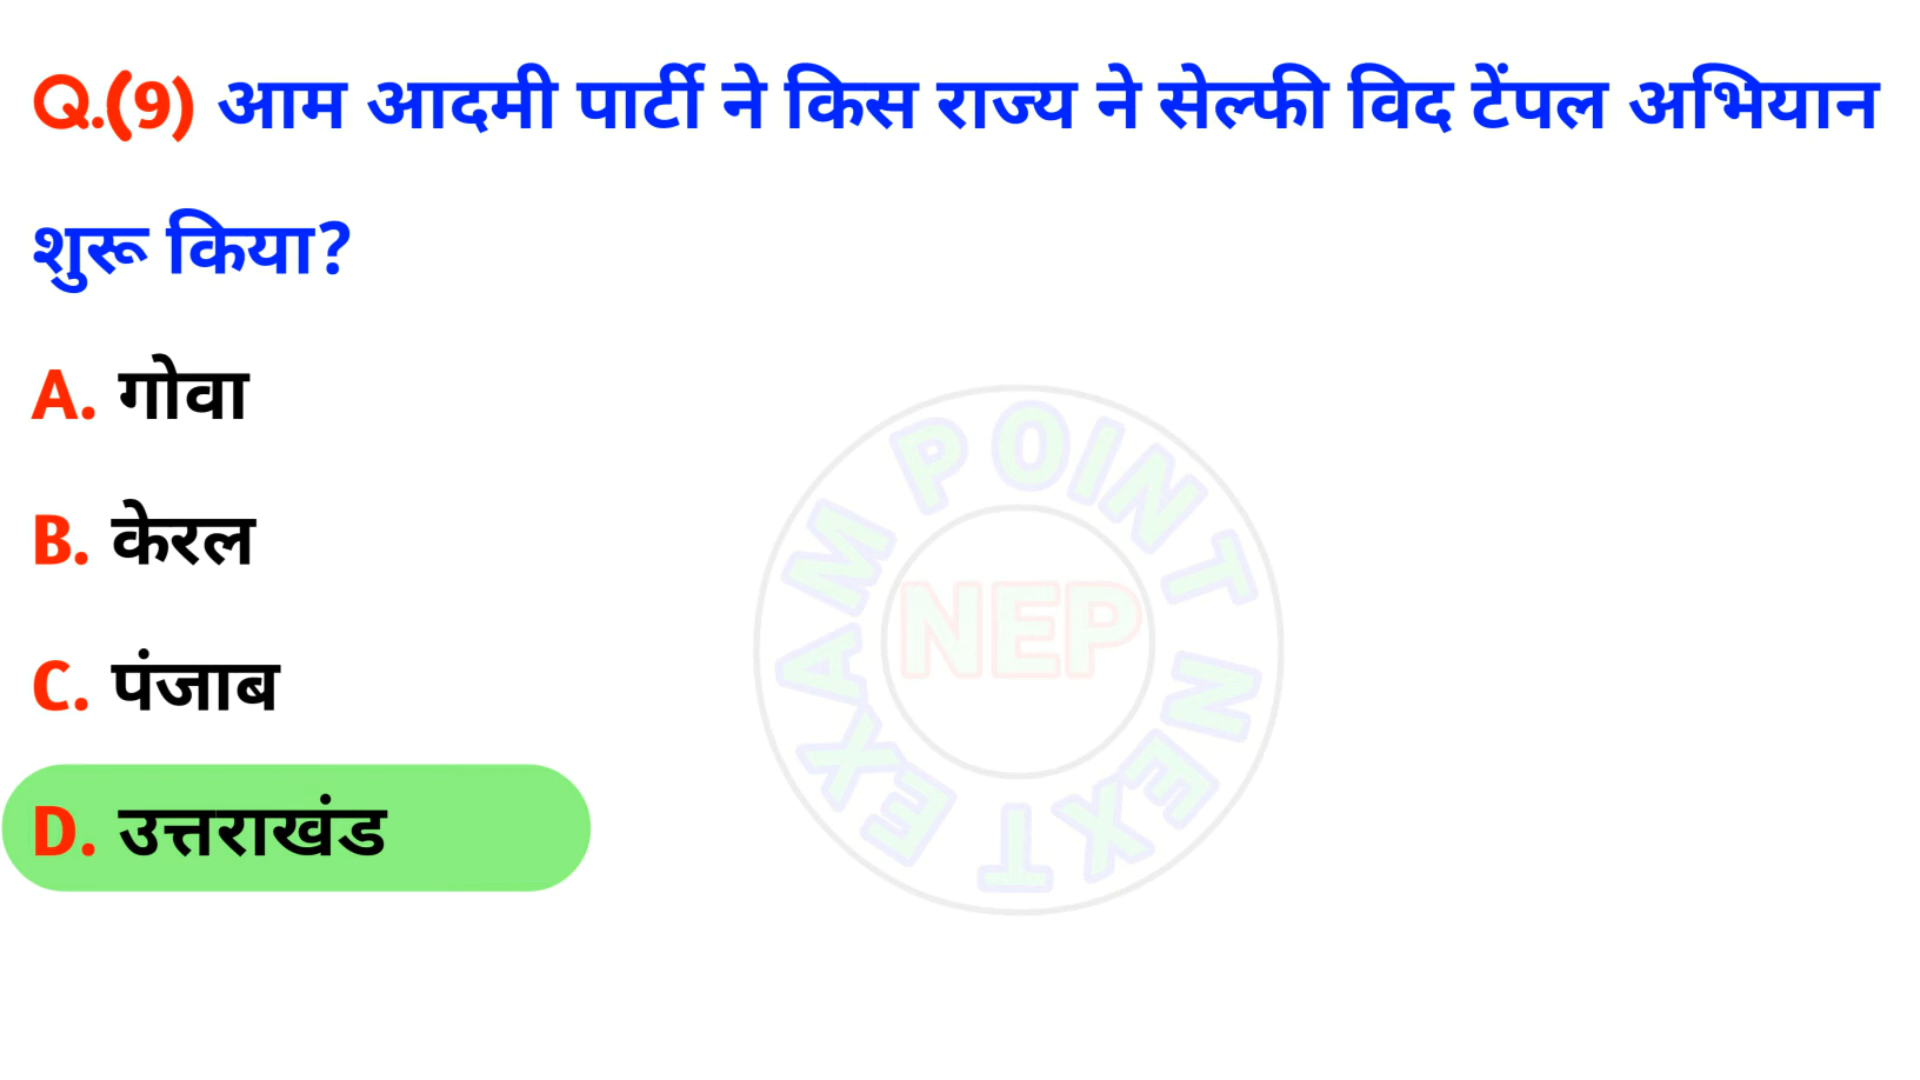 Q.(9) आम आदमी पार्टी ने किस राज्य ने सेल्फी विद टेंपल अभियान
शुरू किया?
A. गोवा
B. केरल
C. पंजाब
D. उत्तराखंड
NEXT EXAM POINT
NEP